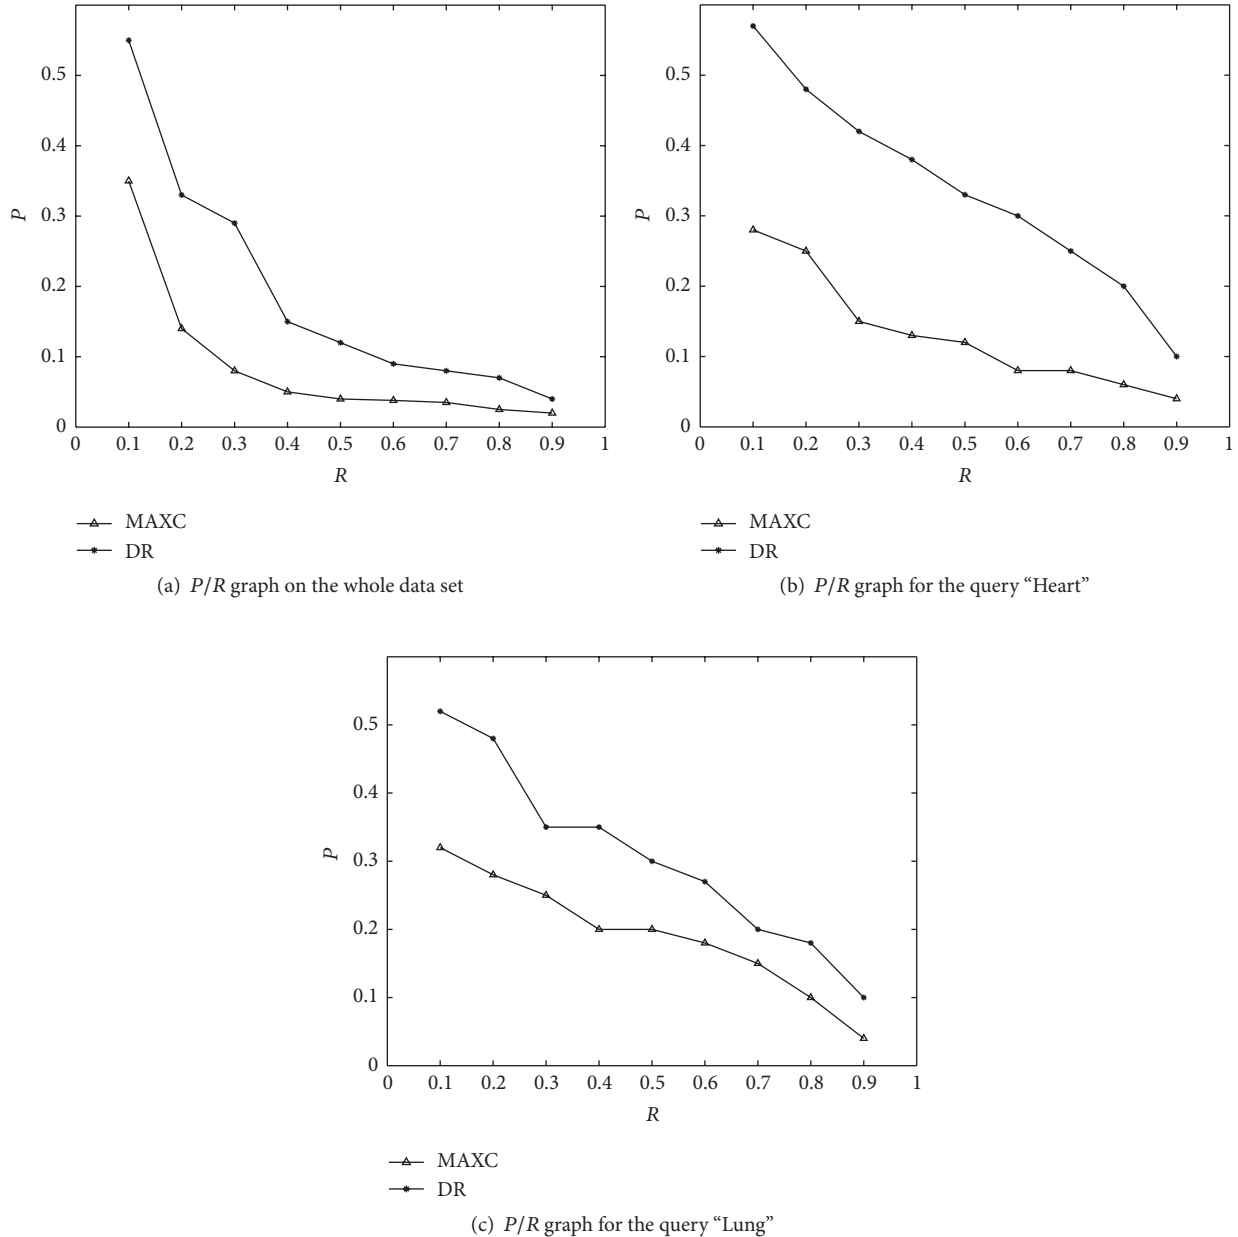 0.5
0.4
0.3
0.2
0.1
0
P
0 0.1 0.2 0.3 0.4 0.5 0.6 0.7 0.8 0.9 1
R
MAXC
DR
(a) P/R graph on the whole data set
0.5
0.4
0.3
0.2
0.1
0
P
0 0.1 0.2 0.3 0.4 0.5 0.6 0.7 0.8 0.9 1
R
MAXC
DR
(b) P/R graph for the query “Heart”
0.5
0.4
0.3
0.2
0.1
0
P
0 0.1 0.2 0.3 0.4 0.5 0.6 0.7 0.8 0.9 1
R
MAXC
DR
(c) P/R graph for the query “Lung”